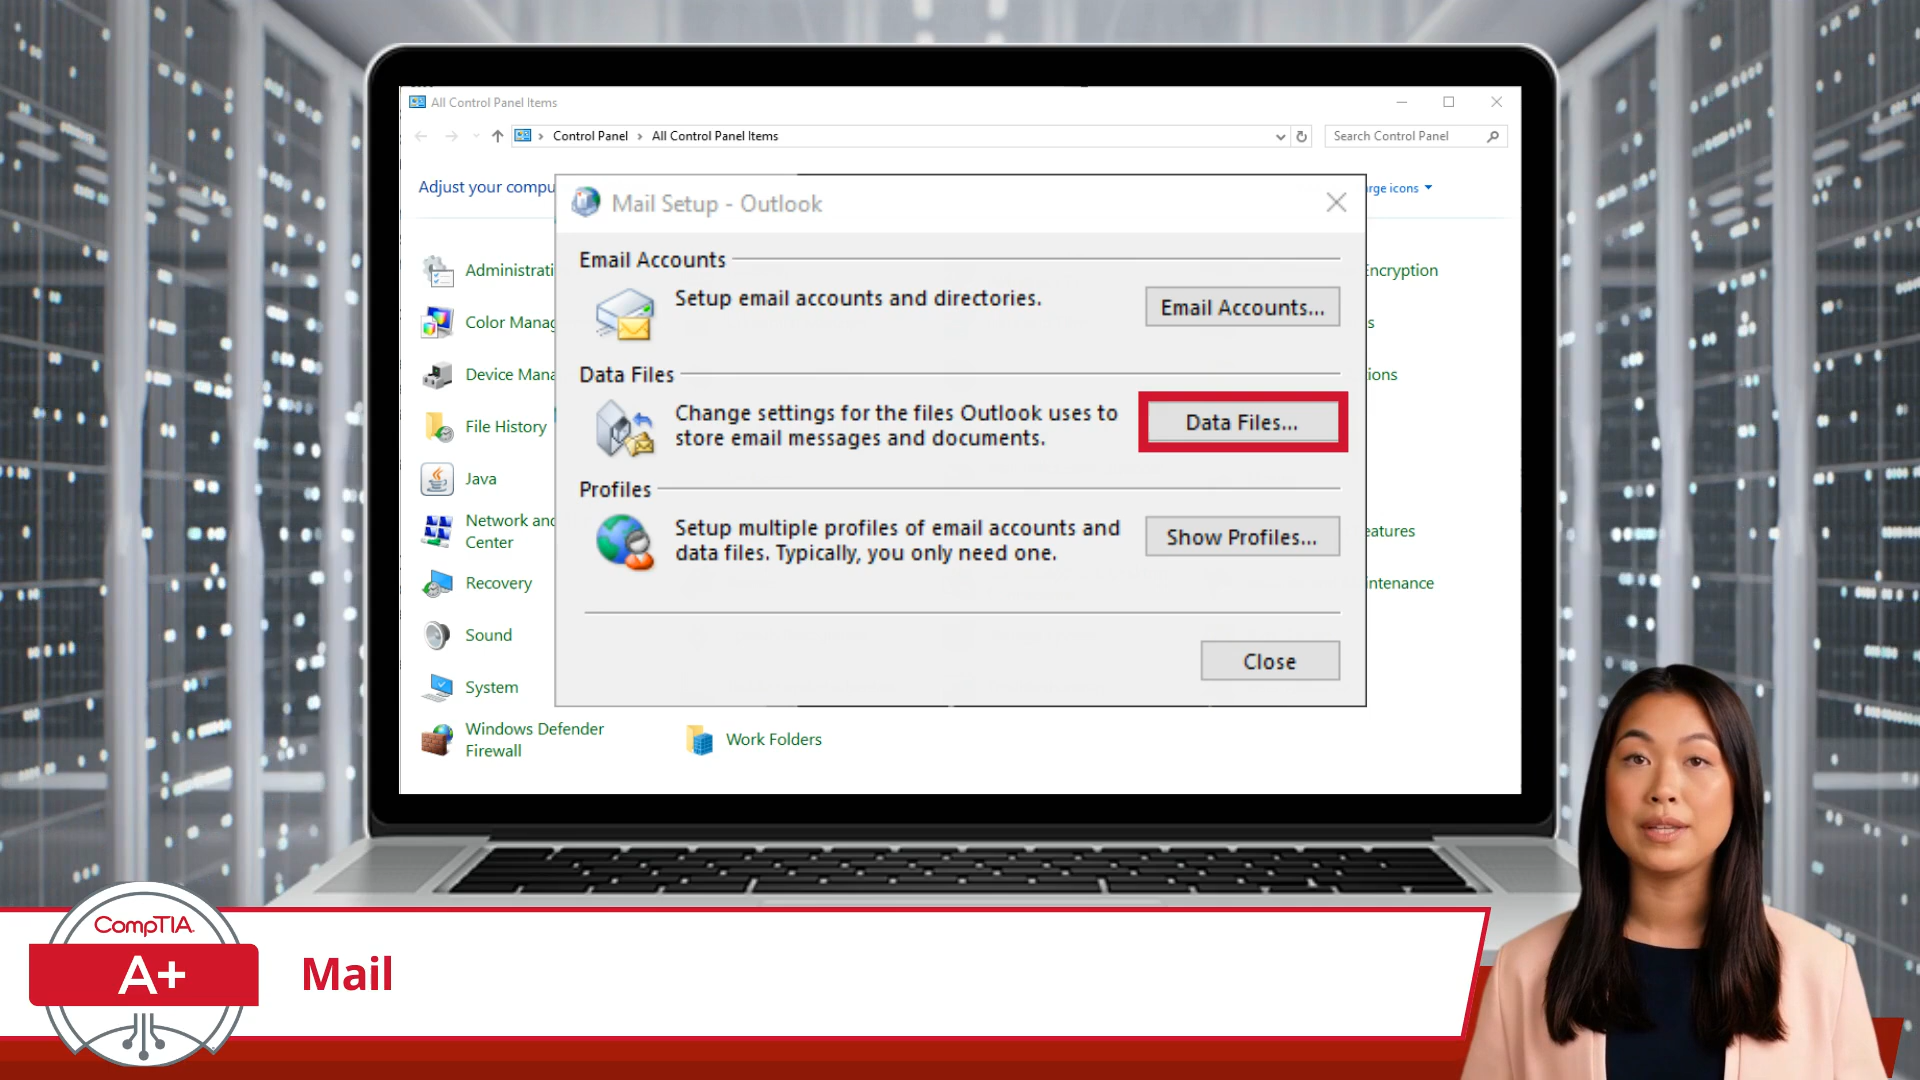 All Control Panel Items
Control Panel > All Control Panel Items
Search Control Panel
Adjust your compu
rge icons
Mail Setup - Outlook
Email Accounts
Setup email accounts and directories.
Email Accounts...
Data Files
Change settings for the files Outlook uses to
store email messages and documents.
Data Files...
Profiles
Setup multiple profiles of email accounts and
data files. Typically, you only need one.
Show Profiles...
Close
Administrati
Color Manag
Device Mana
File History
Java
Network and
Center
Recovery
Sound
System
Windows Defender
Firewall
Work Folders
Encryption
s
ions
eatures
intenance
CompTIA.
A+
Mail